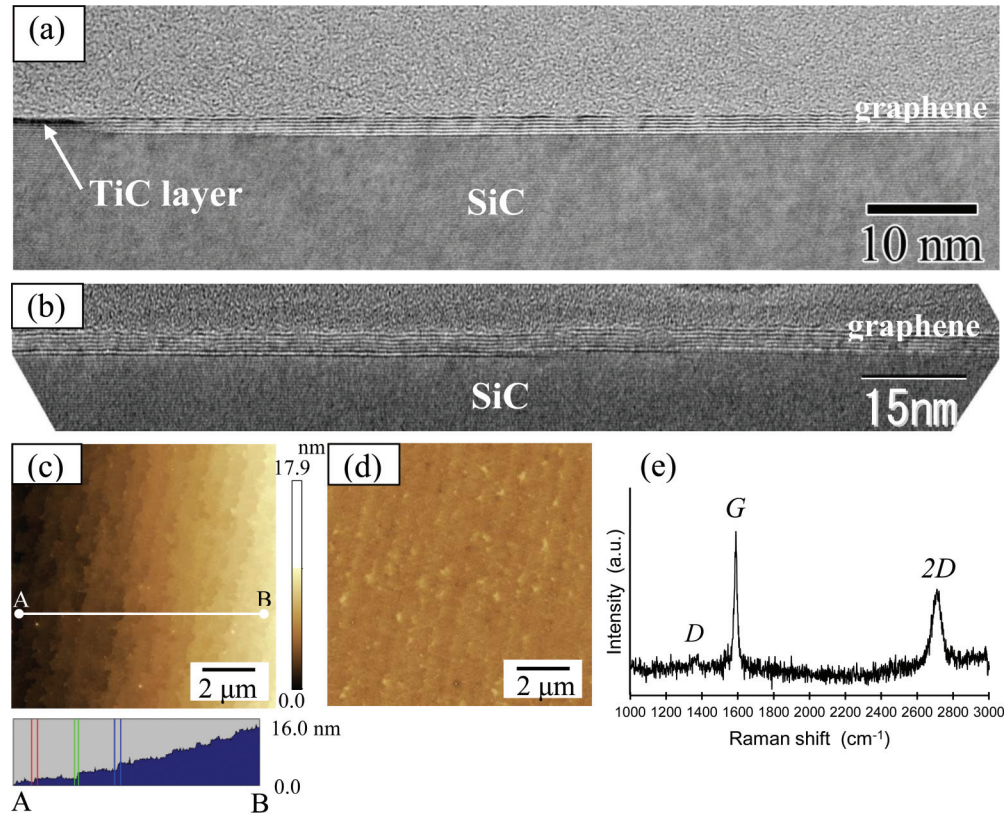 (a)
graphene
TiC layer
SiC
10 nm
(b)
graphene
SiC
15nm
(c)
nm
17.9
A
B
2 μm
0.0
16.0 nm
0.0
A
B
(d)
2 μm
(e)
G
2D
D
Intensity (a.u.)
1000 1200 1400 1600 1800 2000 2200 2400 2600 2800 3000
Raman shift (cm⁻¹)